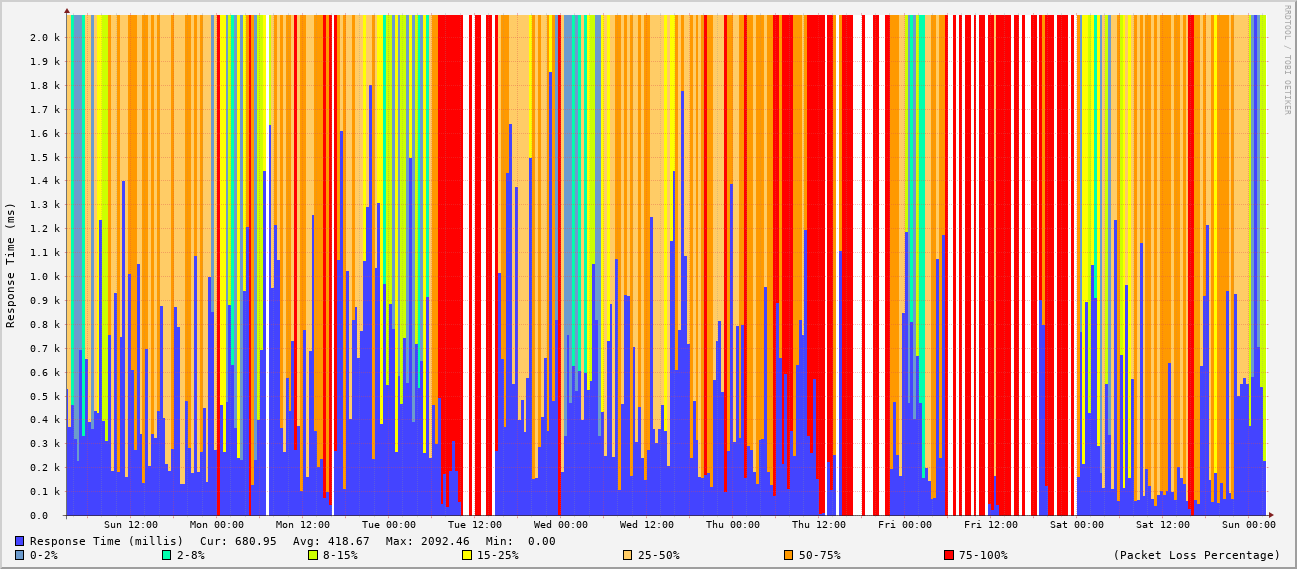 RRDTOOL / TOBI OETIKER
Response Time (ms)
2.0 k
1.9 k
1.8 k
1.7 k
1.6 k
1.5 k
1.4 k
1.3 k
1.2 k
1.1 k
1.0 k
0.9 k
0.8 k
0.7 k
0.6 k
0.5 k
0.4 k
0.3 k
0.2 k
0.1 k
0.0
Sun 12:00 Mon 00:00 Mon 12:00 Tue 00:00 Tue 12:00 Wed 00:00 Wed 12:00 Thu 00:00 Thu 12:00 Fri 00:00 Fri 12:00 Sat 00:00 Sat 12:00 Sun 00:00
Response Time (millis) Cur: 680.95 Avg: 418.67 Max: 2092.46 Min: 0.00
0-2% 2-8% 8-15% 15-25% 25-50% 50-75% 75-100% (Packet Loss Percentage)